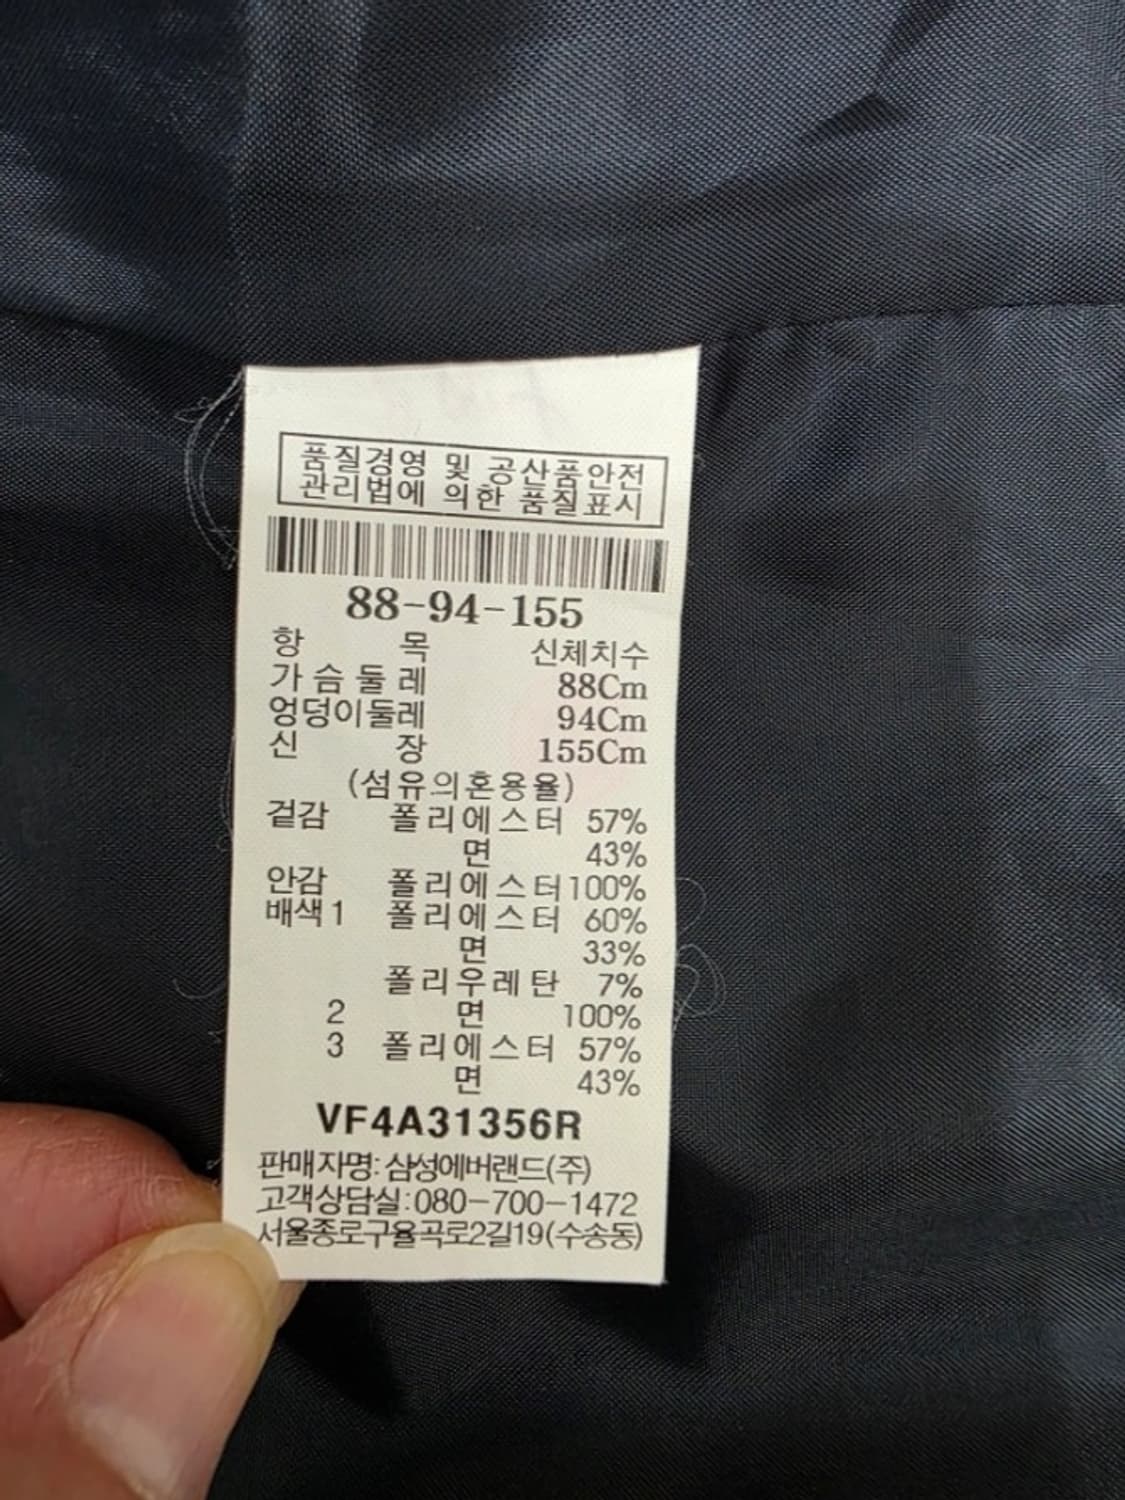 품질경영 및 공산품안전
관리법에 의한 품질표시
88-94-155
항 목 신체치수
가슴둘레 88Cm
엉덩이둘레 94Cm
신 장 155Cm
(섬유의혼용율)
겉감 폴리에스터 57%
면 43%
안감 폴리에스터 100%
배색1 폴리에스터 60%
면 33%
폴리우레탄 7%
2 면 100%
3 폴리에스터 57%
면 43%
VF4A31356R
판매자명: 삼성에버랜드(주)
고객상담실:080-700-1472
서울종로구율곡로2길19(수송동)